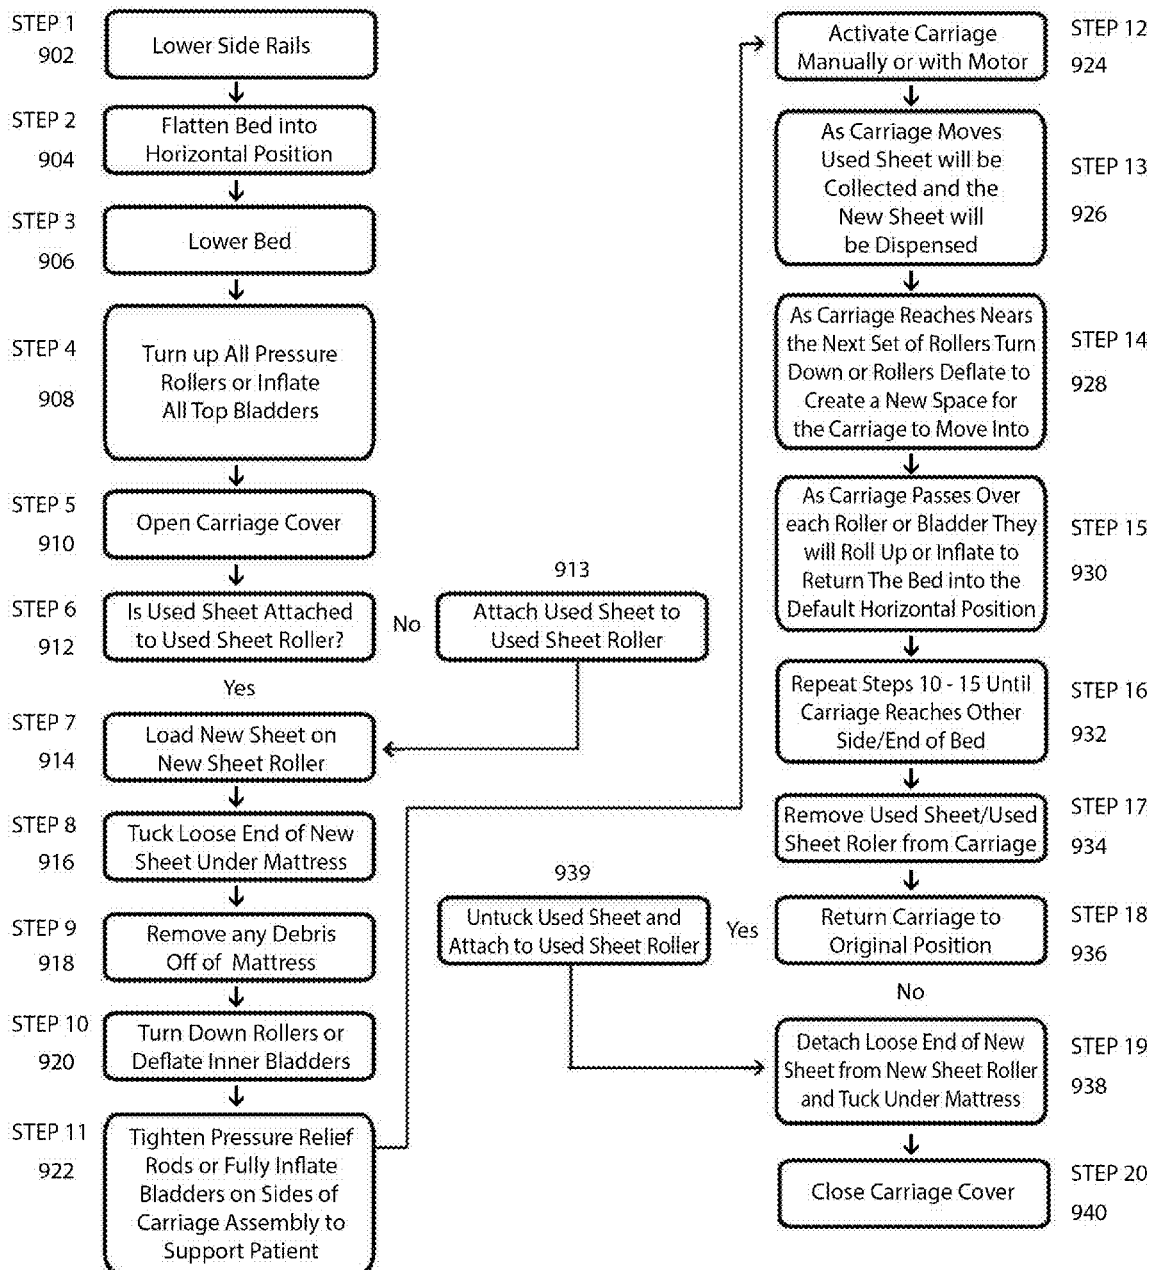 STEP 1
902
Lower Side Rails
STEP 2
904
Flatten Bed into
Horizontal Position
STEP 3
906
Lower Bed
STEP 4
908
Turn up All Pressure
Rollers or Inflate
All Top Bladders
STEP 5
910
Open Carriage Cover
STEP 6
912
Is Used Sheet Attached
to Used Sheet Roller?
No
913
Attach Used Sheet to
Used Sheet Roller
Yes
STEP 7
914
Load New Sheet on
New Sheet Roller
STEP 8
916
Tuck Loose End of New
Sheet Under Mattress
STEP 9
918
Remove any Debris
Off of Mattress
STEP 10
920
Turn Down Rollers or
Deflate Inner Bladders
STEP 11
922
Tighten Pressure Relief
Rods or Fully Inflate
Bladders on Sides of
Carriage Assembly to
Support Patient
Activate Carriage
Manually or with Motor
STEP 12
924
As Carriage Moves
Used Sheet will be
Collected and the
New Sheet will
be Dispensed
STEP 13
926
As Carriage Reaches Nears
the Next Set of Rollers Turn
Down or Rollers Deflate to
Create a New Space for
the Carriage to Move Into
STEP 14
928
As Carriage Passes Over
each Roller or Bladder They
will Roll Up or Inflate to
Return The Bed into the
Default Horizontal Position
STEP 15
930
Repeat Steps 10 - 15 Until
Carriage Reaches Other
Side/End of Bed
STEP 16
932
Remove Used Sheet/Used
Sheet Roler from Carriage
STEP 17
934
Return Carriage to
Original Position
STEP 18
936
Yes
939
Untuck Used Sheet and
Attach to Used Sheet Roller
No
Detach Loose End of New
Sheet from New Sheet Roller
and Tuck Under Mattress
STEP 19
938
Close Carriage Cover
STEP 20
940